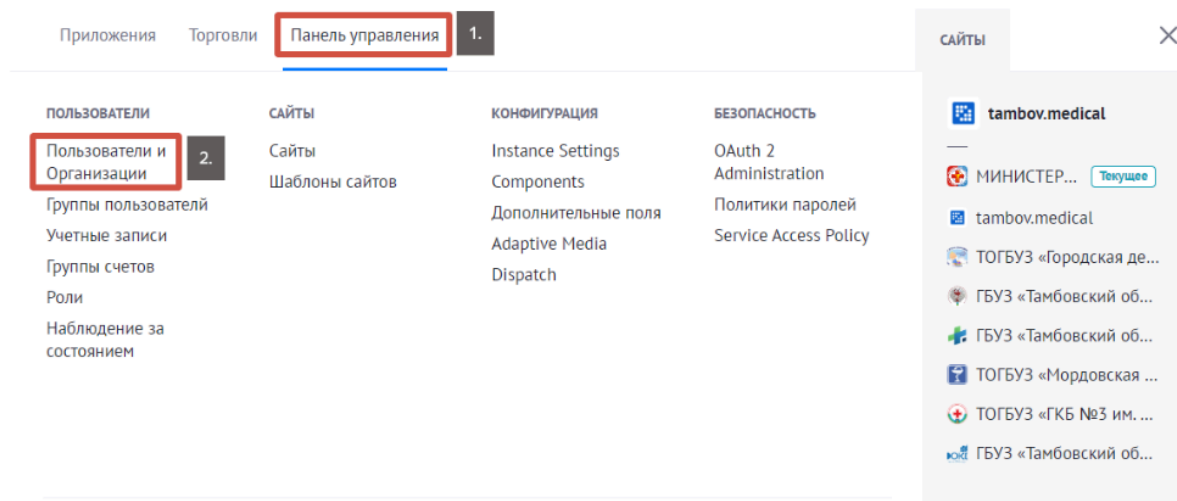 Приложения
Торговли
Панель управления
1.
САЙТЫ
ПОЛЬЗОВАТЕЛИ
Пользователи и
Организации
2.
Группы пользователй
Учетные записи
Группы счетов
Роли
Наблюдение за
состоянием
САЙТЫ
Сайты
Шаблоны сайтов
КОНФИГУРАЦИЯ
Instance Settings
Components
Дополнительные поля
Adaptive Media
Dispatch
БЕЗОПАСНОСТЬ
OAuth 2
Administration
Политики паролей
Service Access Policy
tambov.medical
МИНИСТЕР... Текущее
tambov.medical
ТОГБУЗ «Городская де...
ГБУЗ «Тамбовский об...
ГБУЗ «Тамбовский об...
ТОГБУЗ «Мордовская ...
ТОГБУЗ «ГКБ №3 им. ...
ГБУЗ «Тамбовский об...